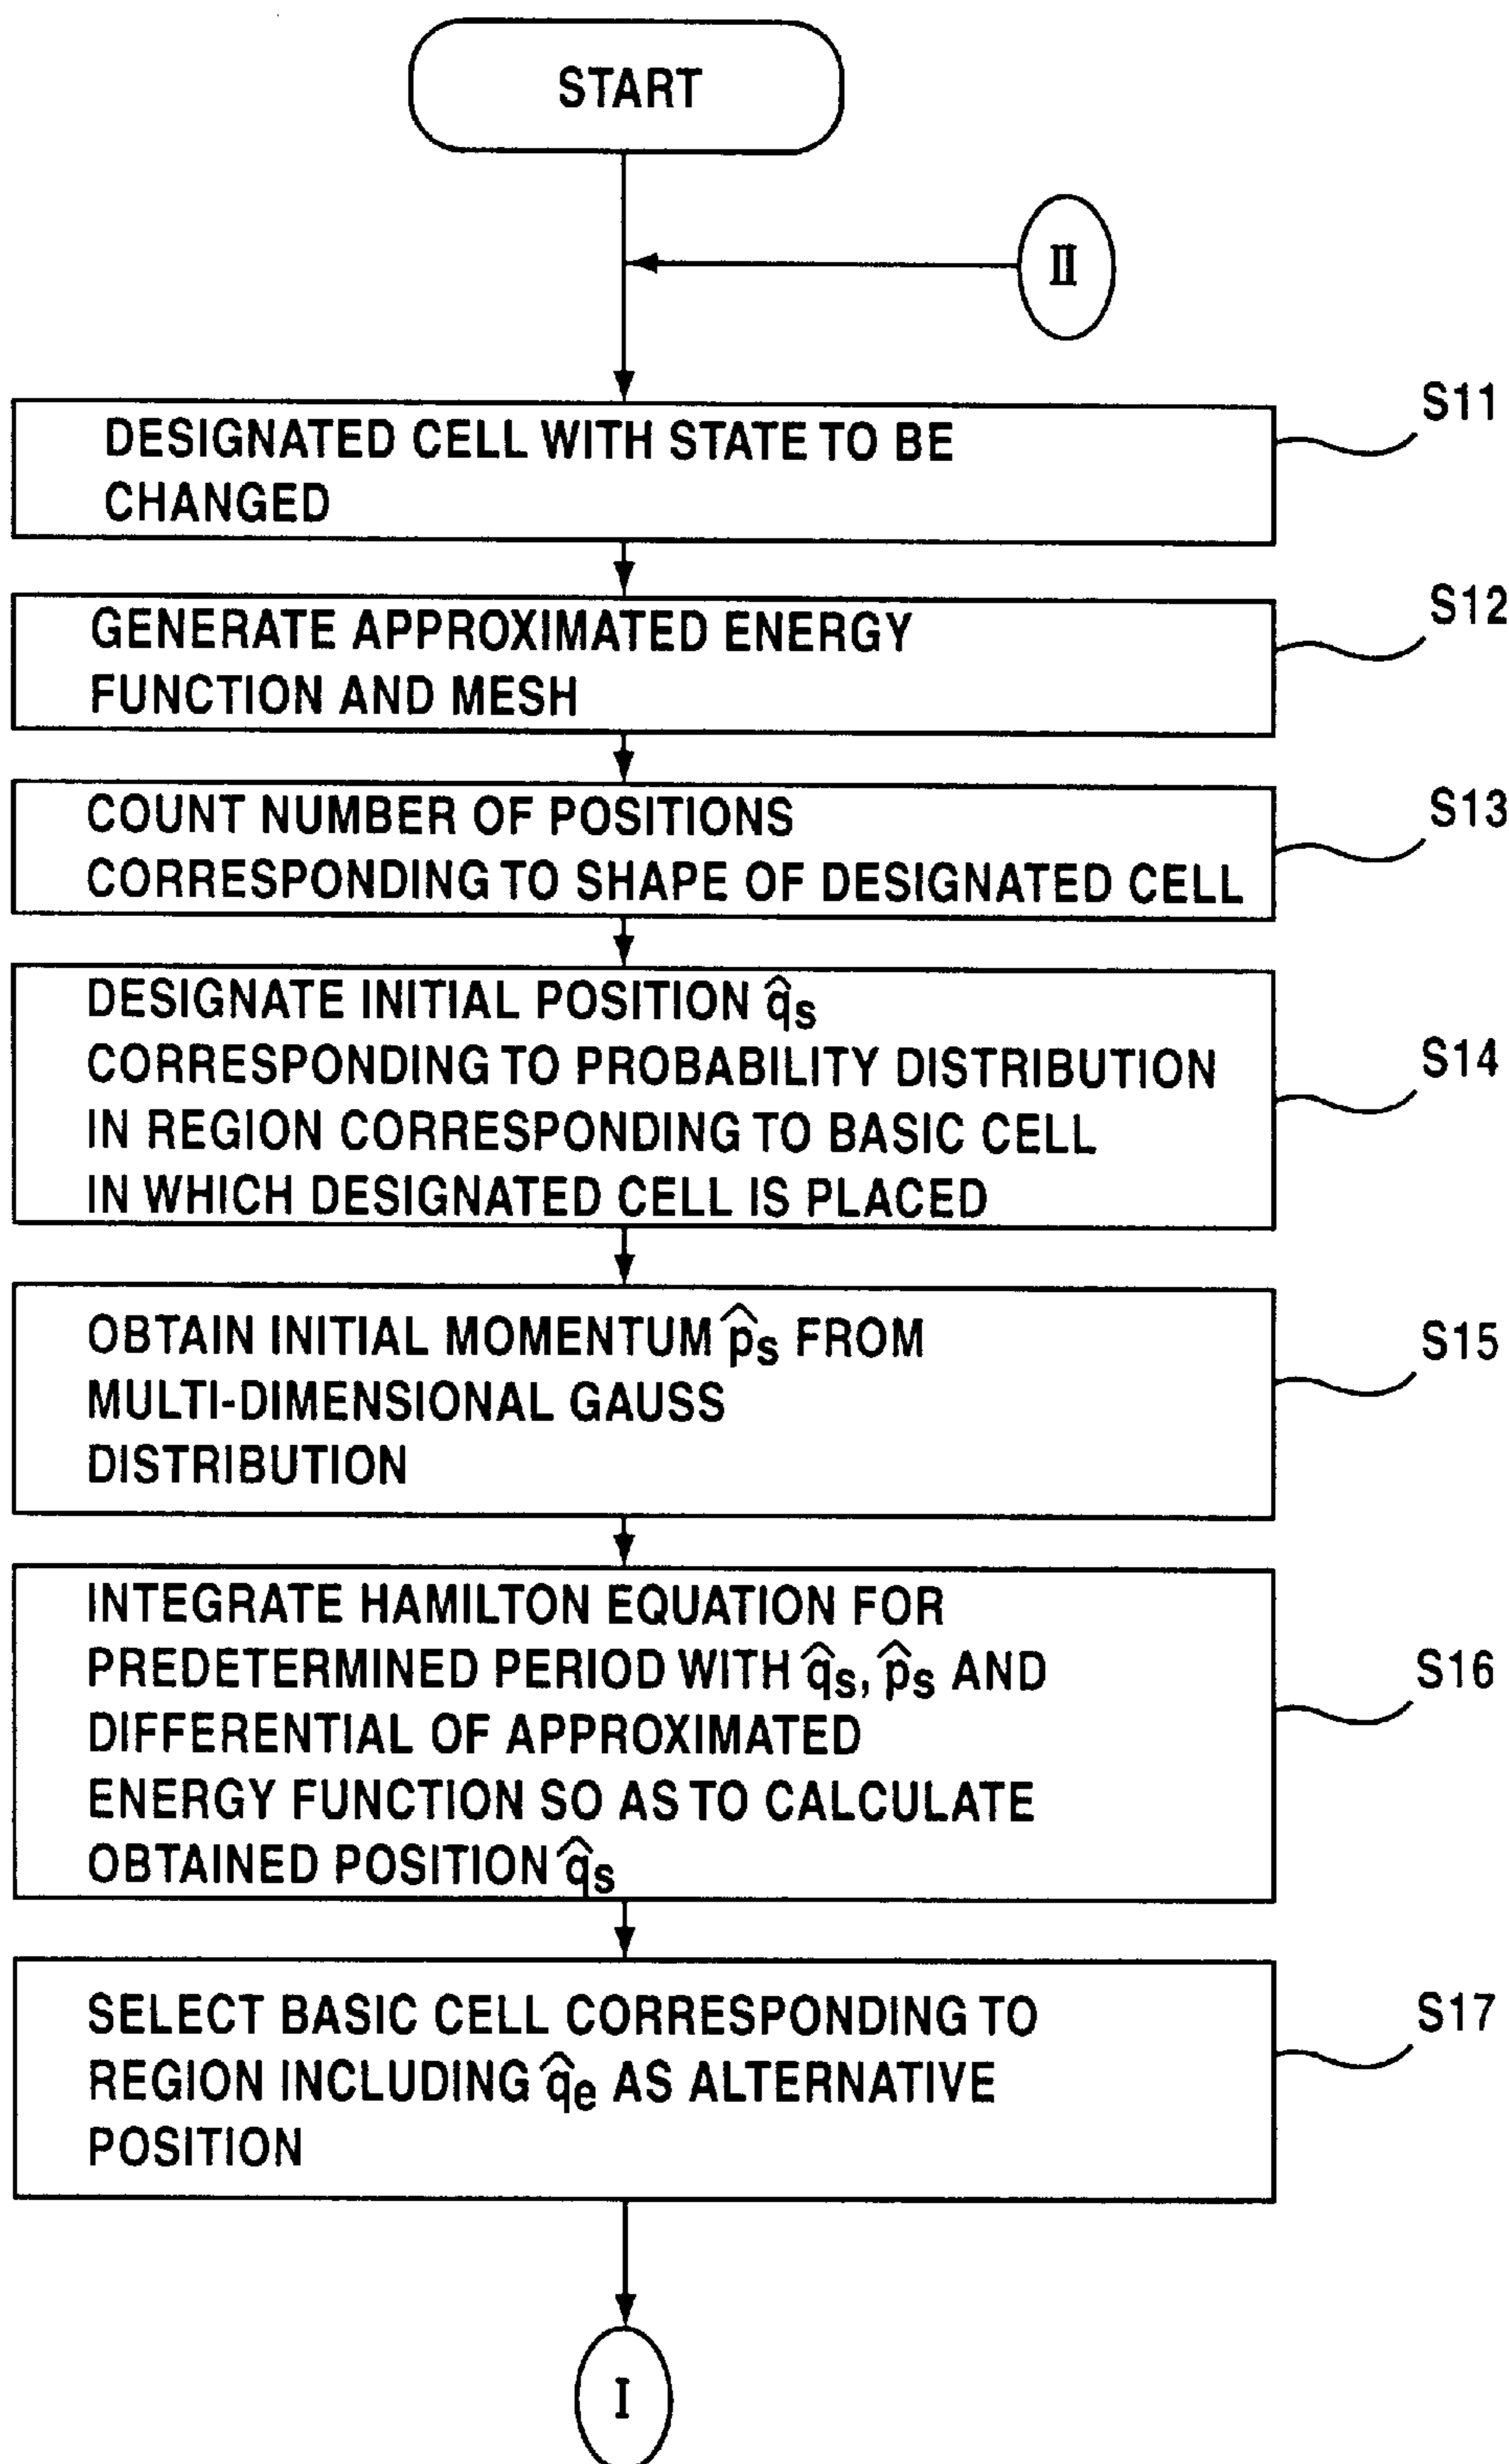 START
II
S11
DESIGNATED CELL WITH STATE TO BE
CHANGED
S12
GENERATE APPROXIMATED ENERGY
FUNCTION AND MESH
S13
COUNT NUMBER OF POSITIONS
CORRESPONDING TO SHAPE OF DESIGNATED CELL
DESIGNATE INITIAL POSITION q̂s
CORRESPONDING TO PROBABILITY DISTRIBUTION
S14
IN REGION CORRESPONDING TO BASIC CELL
IN WHICH DESIGNATED CELL IS PLACED
OBTAIN INITIAL MOMENTUM p̂s FROM
S15
MULTI-DIMENSIONAL GAUSS
DISTRIBUTION
INTEGRATE HAMILTON EQUATION FOR
PREDETERMINED PERIOD WITH q̂s, p̂s AND
S16
DIFFERENTIAL OF APPROXIMATED
ENERGY FUNCTION SO AS TO CALCULATE
OBTAINED POSITION q̂s
SELECT BASIC CELL CORRESPONDING TO
S17
REGION INCLUDING q̂e AS ALTERNATIVE
POSITION
I